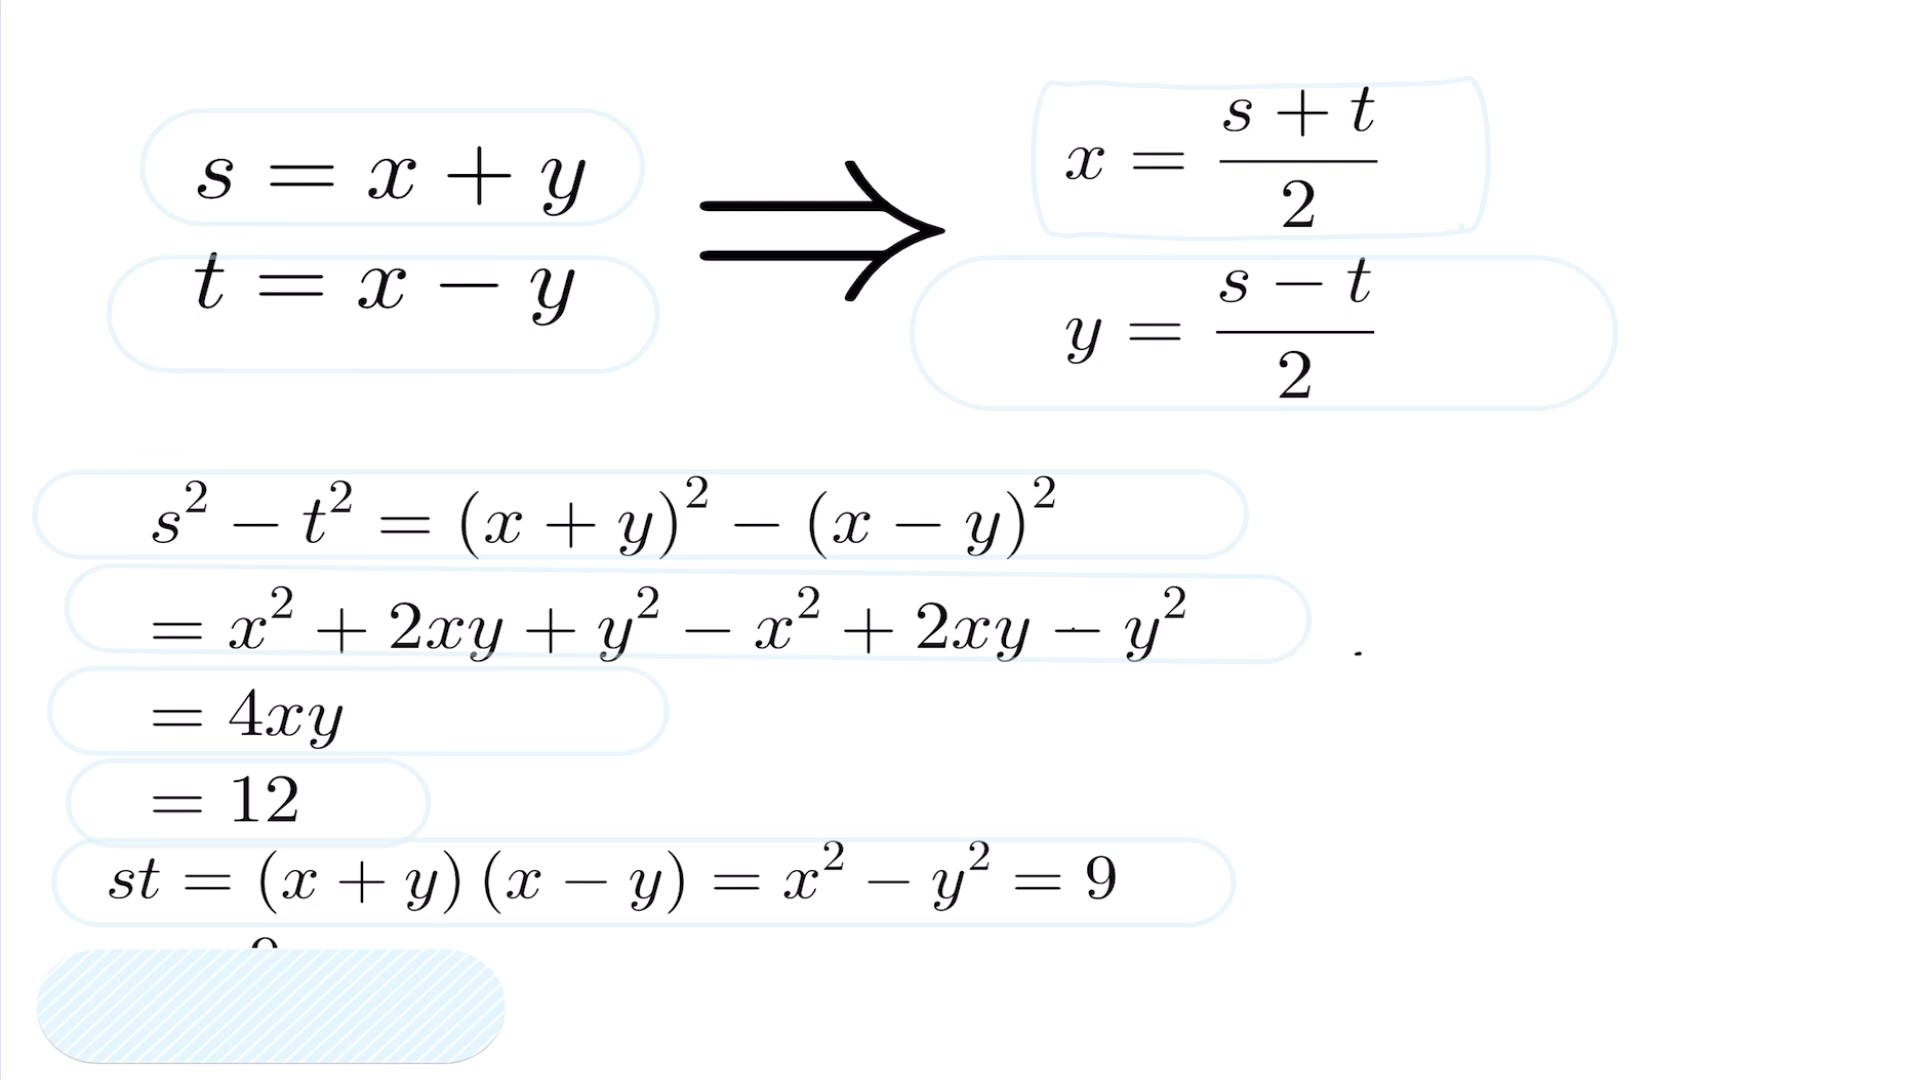 s = x + y
t = x − y
⟹
x = (s + t)/2
y = (s − t)/2
s² − t² = (x + y)² − (x − y)²
= x² + 2xy + y² − x² + 2xy − y²
= 4xy
= 12
st = (x + y) (x − y) = x² − y² = 9